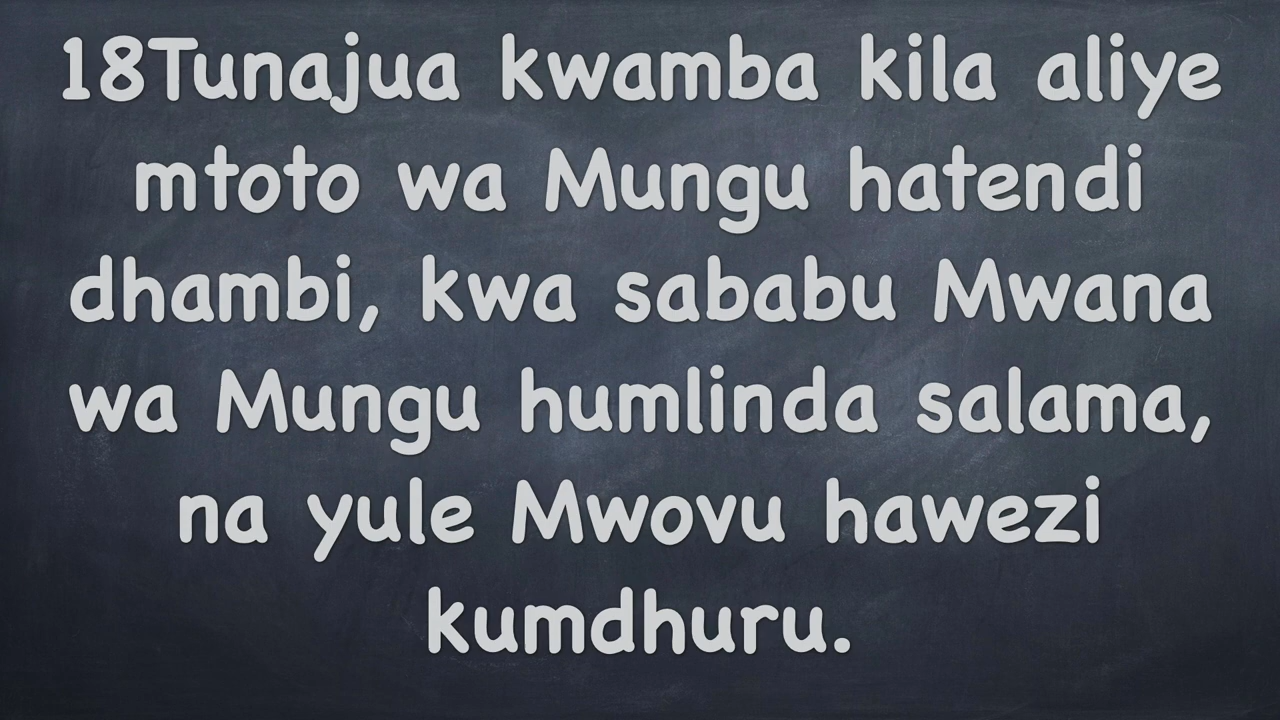 18Tunajua kwamba kila aliye
mtoto wa Mungu hatendi
dhambi, kwa sababu Mwana
wa Mungu humlinda salama,
na yule Mwovu hawezi
kumdhuru.